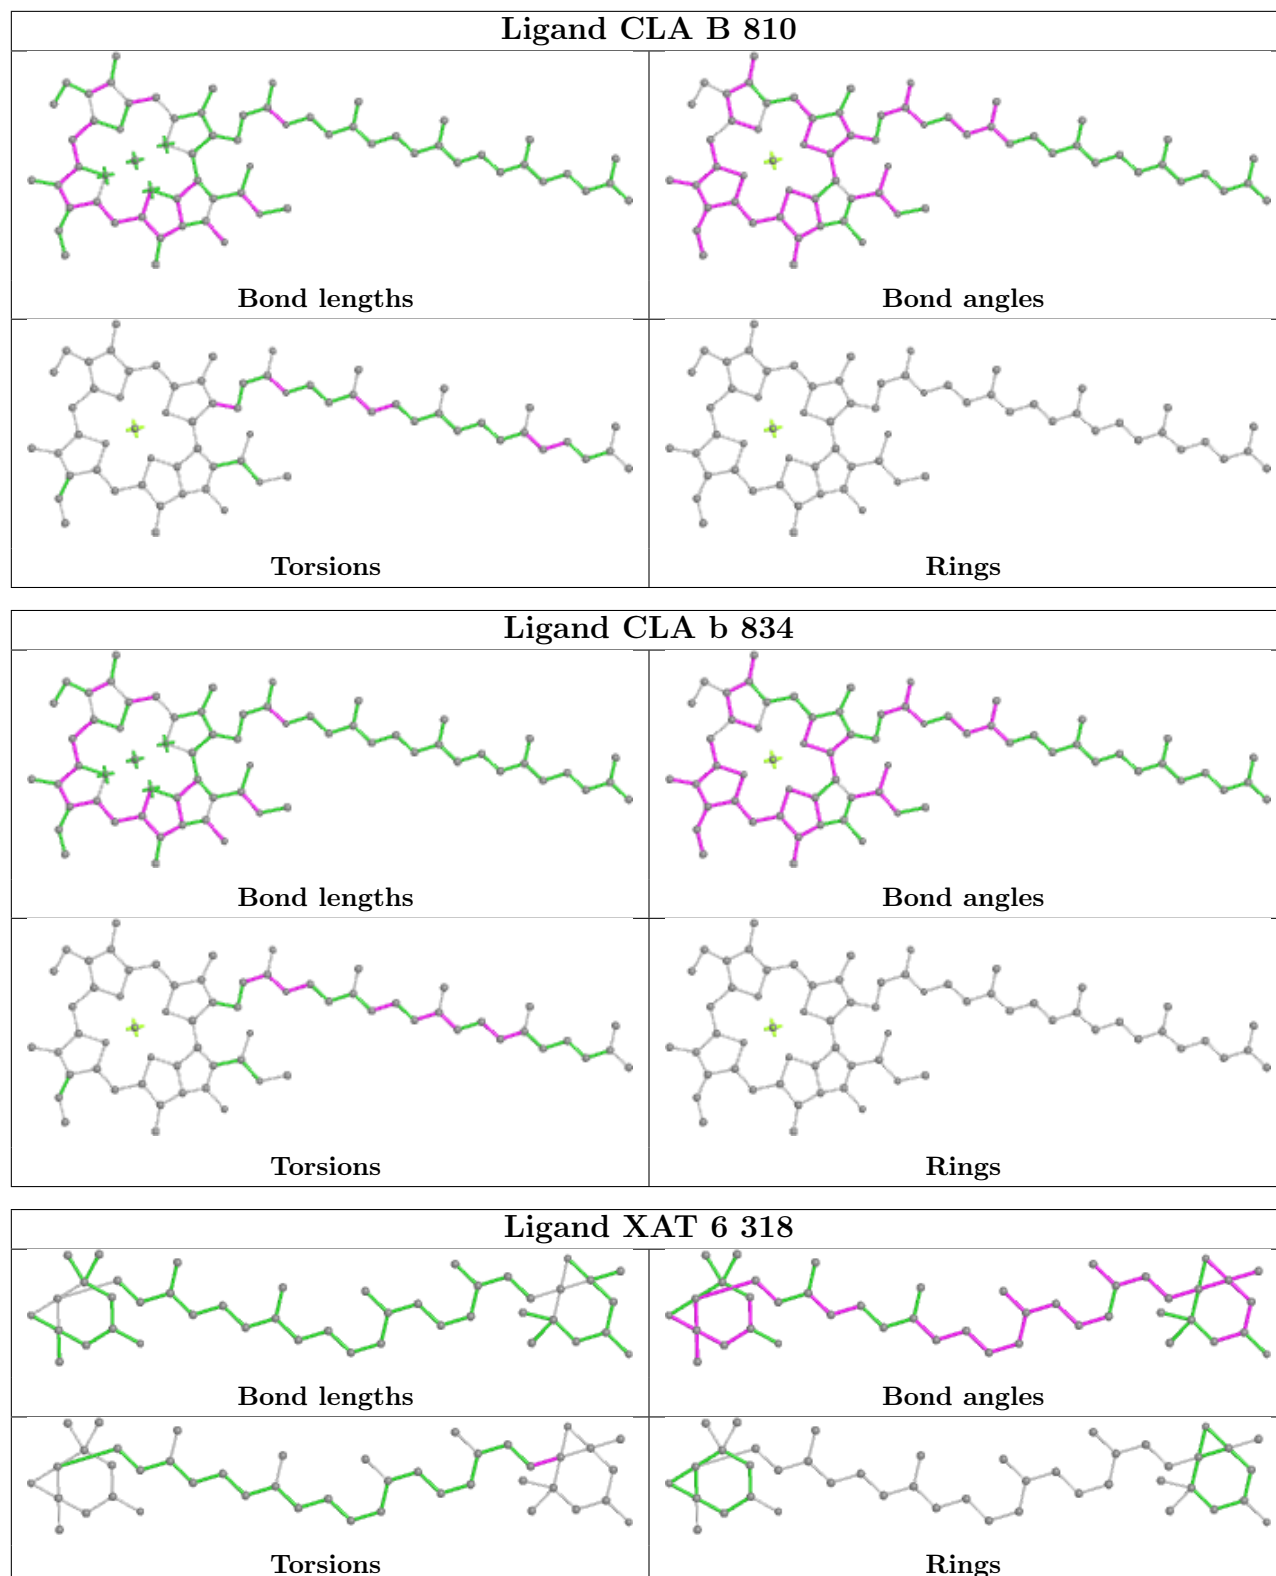 Ligand CLA B 810
Bond lengths
Bond angles
Torsions
Rings
Ligand CLA b 834
Bond lengths
Bond angles
Torsions
Rings
Ligand XAT 6 318
Bond lengths
Bond angles
Torsions
Rings